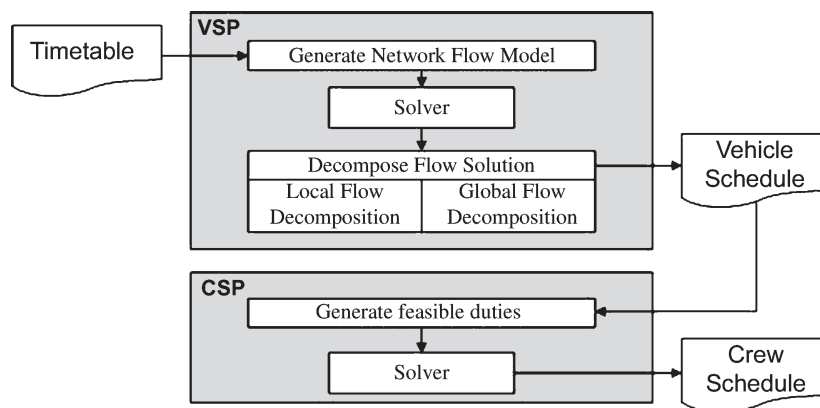 VSP
Timetable
Generate Network Flow Model
Solver
Decompose Flow Solution
Local Flow
Decomposition
Global Flow
Decomposition
Vehicle
Schedule
CSP
Generate feasible duties
Solver
Crew
Schedule